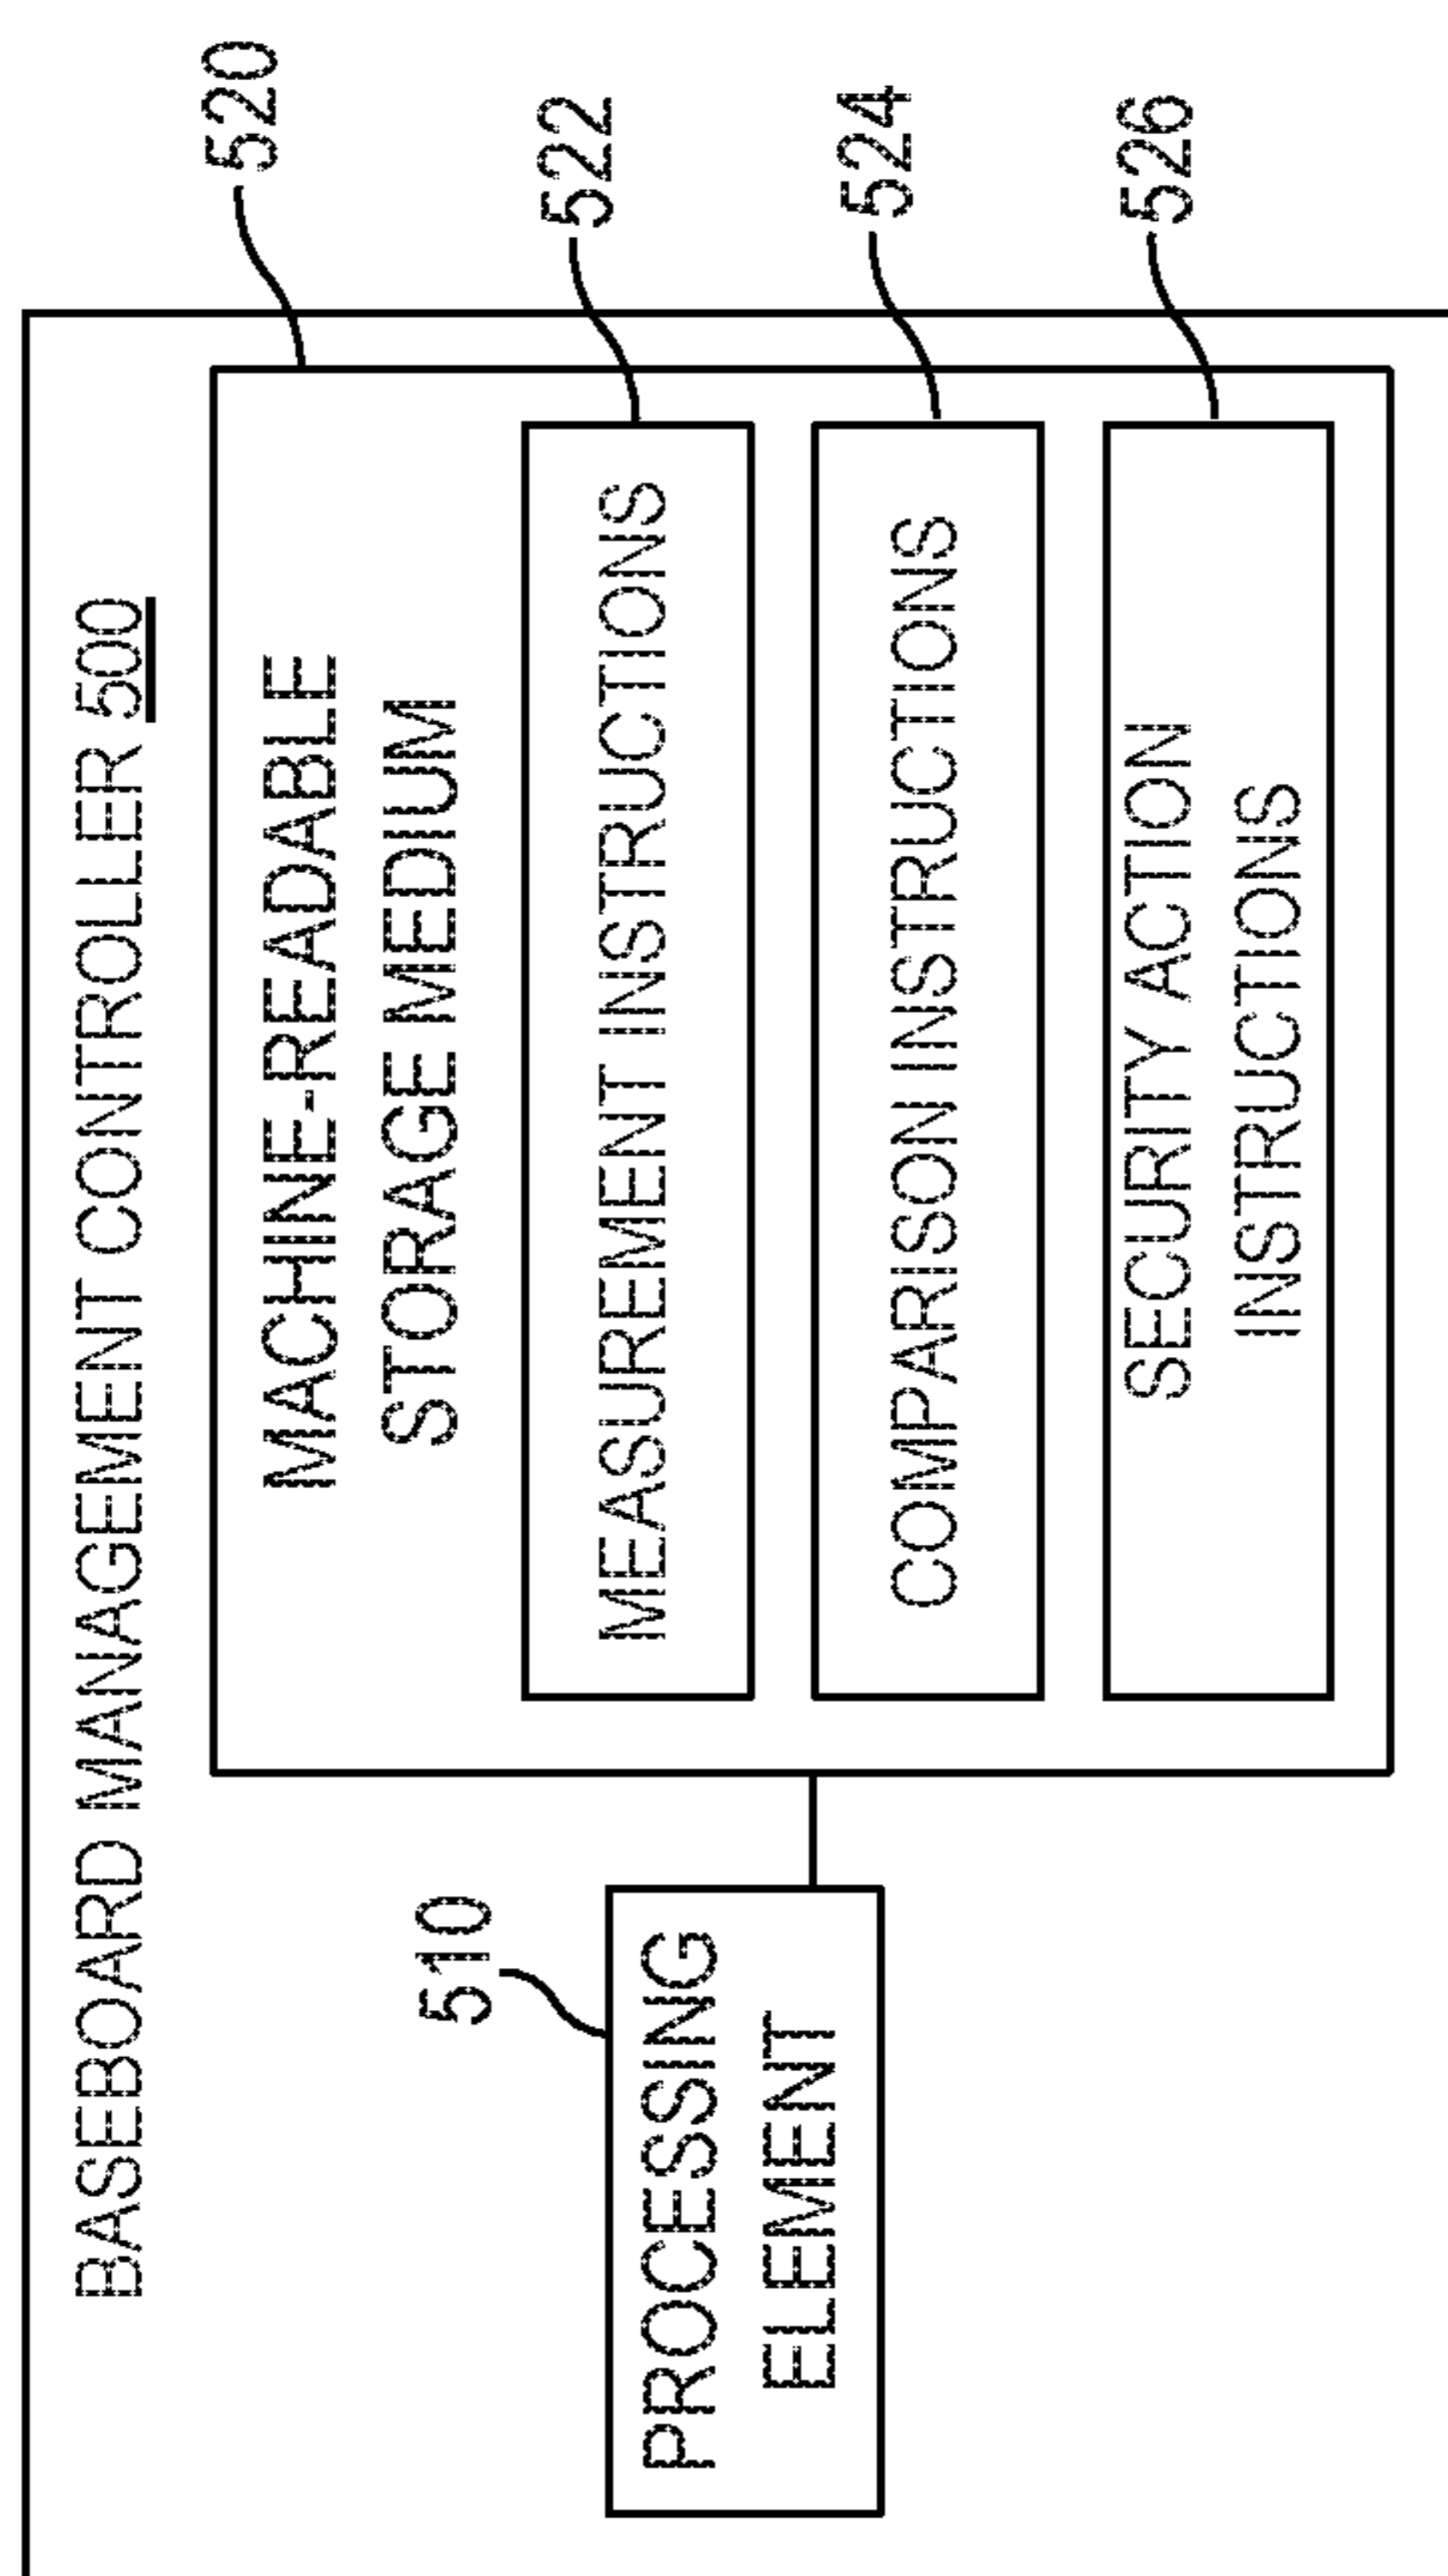 BASEBOARD MANAGEMENT CONTROLLER 500
520
MACHINE-READABLE
STORAGE MEDIUM
510
PROCESSING
ELEMENT
522
MEASUREMENT INSTRUCTIONS
524
COMPARISON INSTRUCTIONS
526
SECURITY ACTION
INSTRUCTIONS